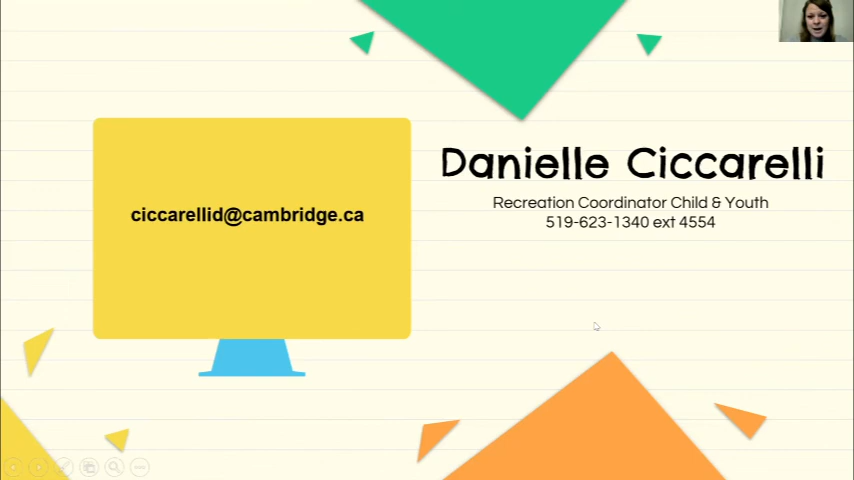 Danielle Ciccarelli
Recreation Coordinator Child & Youth
519-623-1340 ext 4554
ciccarellid@cambridge.ca